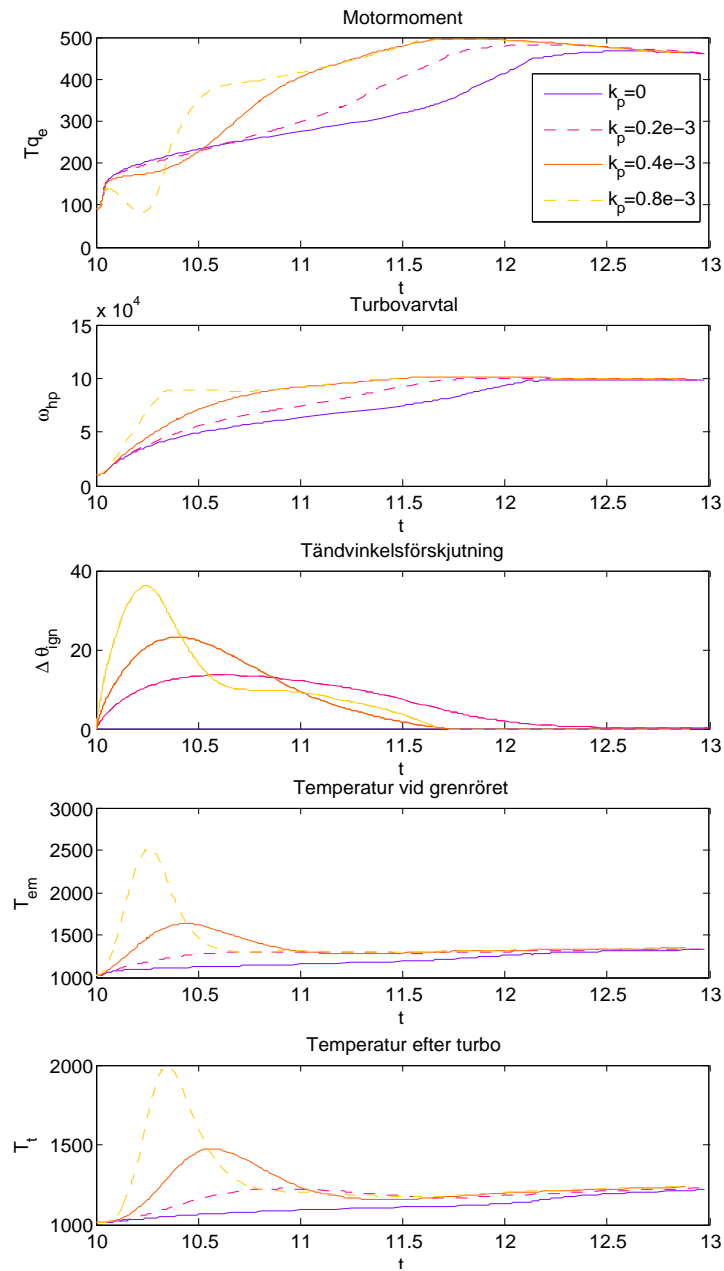 Motormoment
500
400
300
200
100
0
Tq_e
k_p=0
k_p=0.2e−3
k_p=0.4e−3
k_p=0.8e−3
10 10.5 11 11.5 12 12.5 13
t
Turbovarvtal
x 10^4
15
10
5
0
ω_hp
10 10.5 11 11.5 12 12.5 13
t
Tändvinkelsförskjutning
40
20
0
Δ θ_ign
10 10.5 11 11.5 12 12.5 13
t
Temperatur vid grenröret
3000
2500
2000
1500
1000
T_em
10 10.5 11 11.5 12 12.5 13
t
Temperatur efter turbo
2000
1500
1000
T_t
10 10.5 11 11.5 12 12.5 13
t